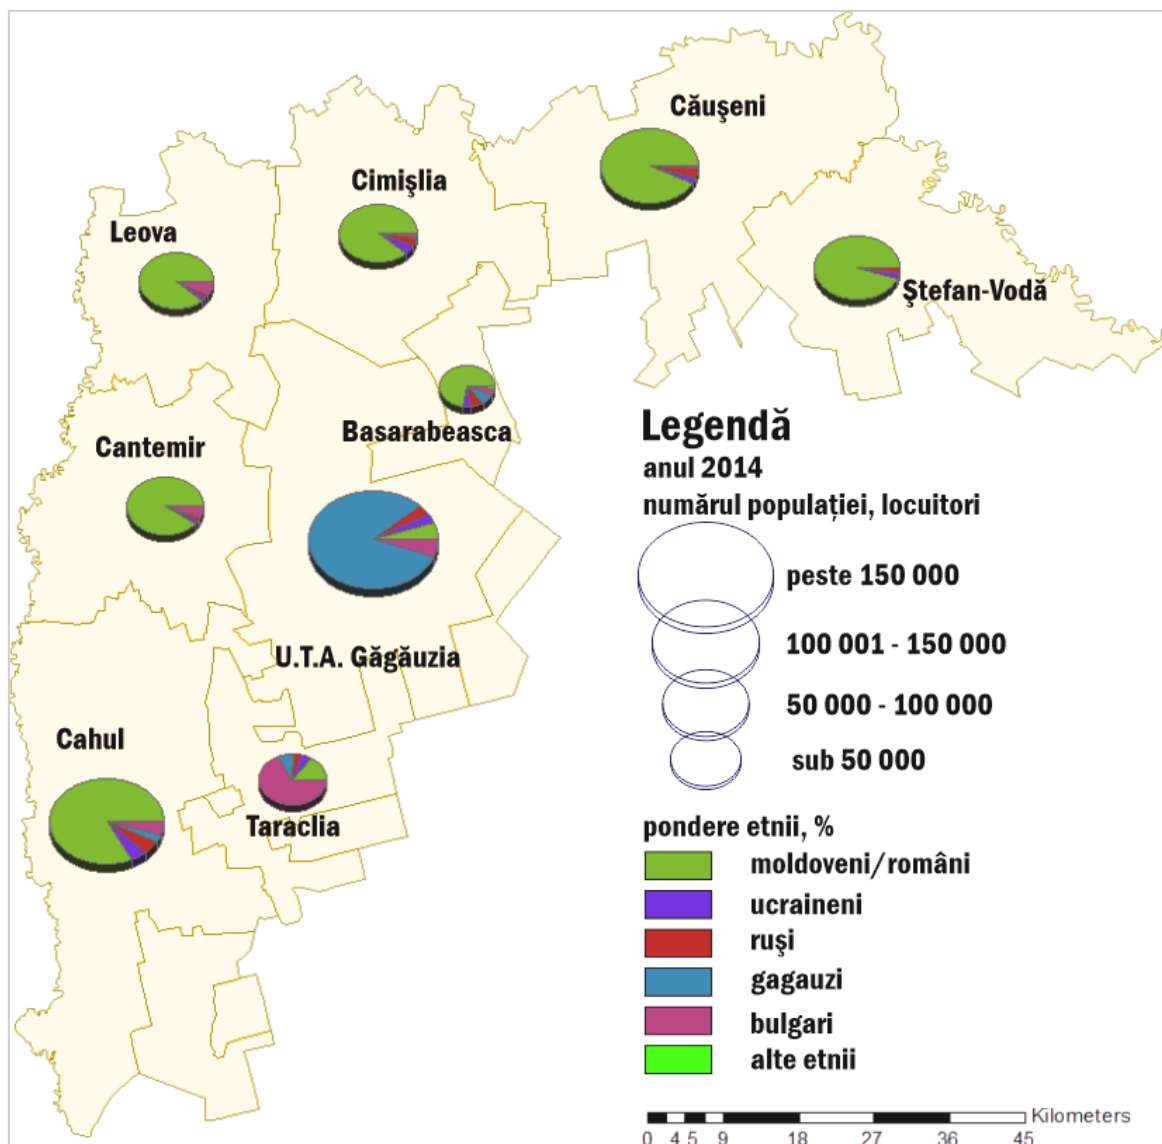 Căuşeni
Cimişlia
Leova
Ştefan-Vodă
Basarabeasca
Cantemir
U.T.A. Găgăuzia
Cahul
Taraclia
Legendă
anul 2014
numărul populației, locuitori
peste 150 000
100 001 - 150 000
50 000 - 100 000
sub 50 000
pondere etnii, %
moldoveni/români
ucraineni
ruşi
gagauzi
bulgari
alte etnii
Kilometers
0 4 5 9 18 27 36 45